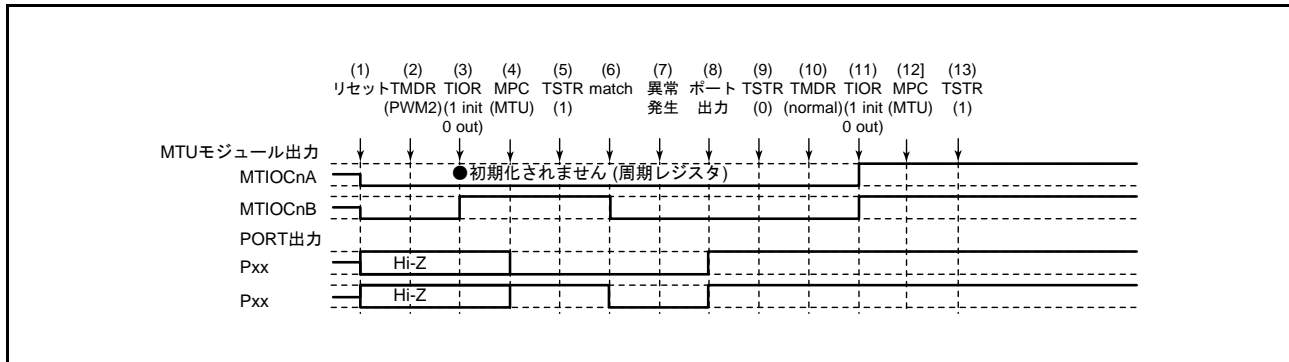 (1) (2) (3) (4) (5) (6) (7) (8) (9) (10) (11) (12] (13)
リセット TMDR TIOR MPC TSTR match 異常 ポート TSTR TMDR TIOR MPC TSTR
(PWM2) (1 init (MTU) (1) 発生 出力 (0) (normal) (1 init (MTU) (1)
0 out) 0 out)
MTUモジュール出力
MTIOCnA ●初期化されません (周期レジスタ)
MTIOCnB
PORT出力
Pxx Hi-Z
Pxx Hi-Z